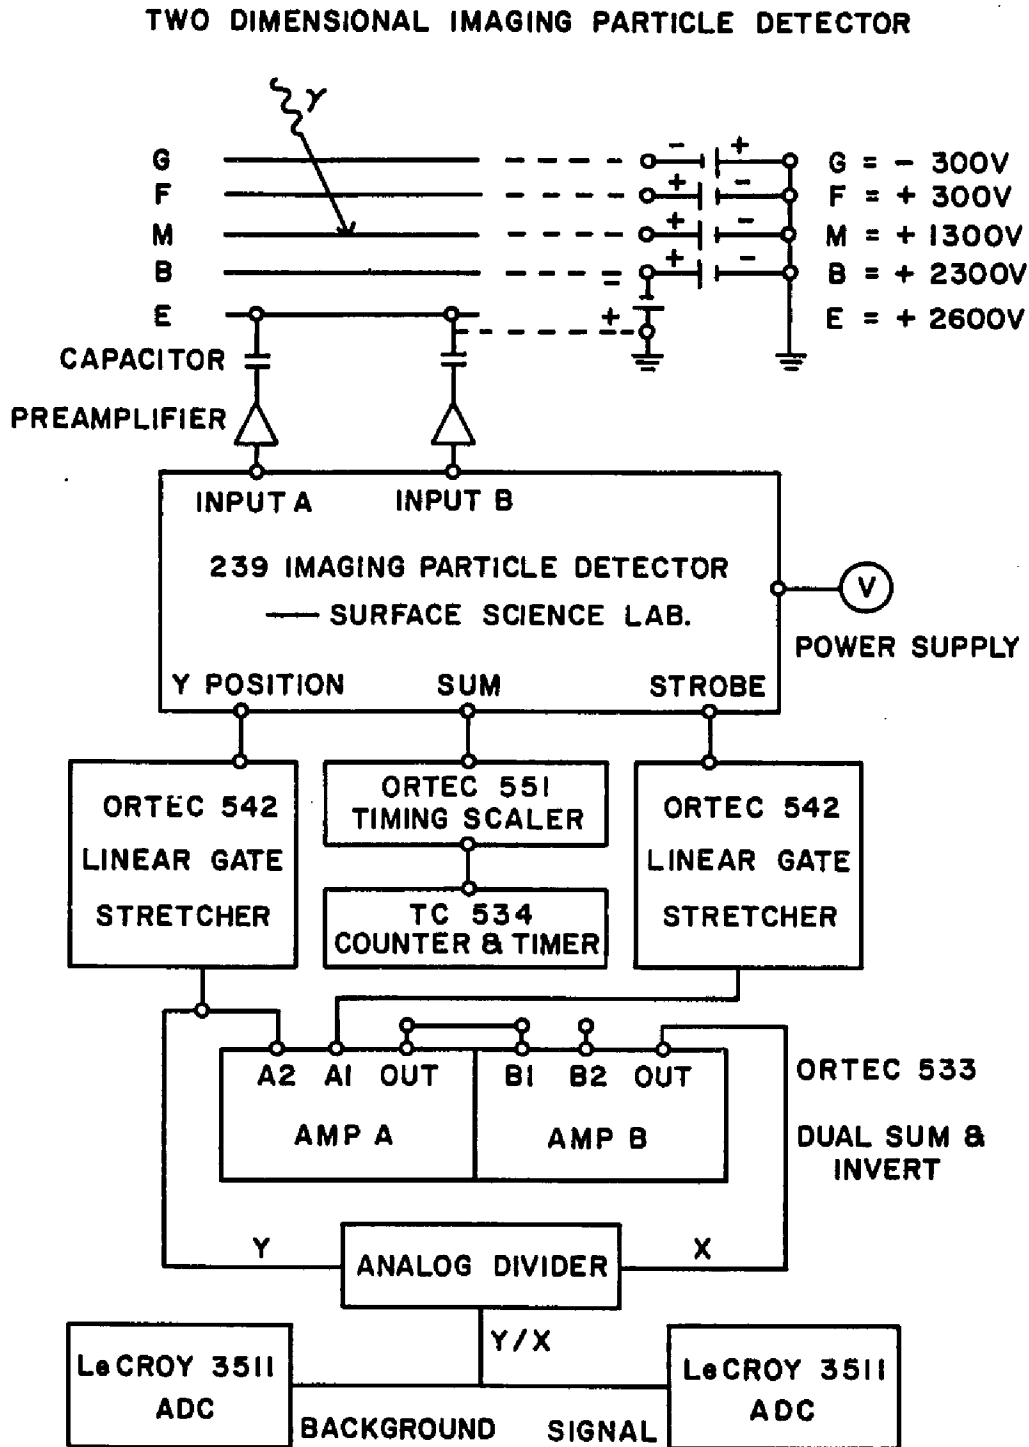 TWO DIMENSIONAL IMAGING PARTICLE DETECTOR
γ
G
F
M
B
E
- +
+ -
+ -
+ -
=
+
G = - 300V
F = + 300V
M = + 1300V
B = + 2300V
E = + 2600V
CAPACITOR
PREAMPLIFIER
INPUT A
INPUT B
239 IMAGING PARTICLE DETECTOR
— SURFACE SCIENCE LAB.
V
POWER SUPPLY
Y POSITION
SUM
STROBE
ORTEC 542
LINEAR GATE
STRETCHER
ORTEC 551
TIMING SCALER
TC 534
COUNTER & TIMER
ORTEC 542
LINEAR GATE
STRETCHER
A2 A1 OUT
B1 B2 OUT
AMP A
AMP B
ORTEC 533
DUAL SUM &
INVERT
Y
ANALOG DIVIDER
X
Y/X
LeCROY 3511
ADC
BACKGROUND
SIGNAL
LeCROY 3511
ADC